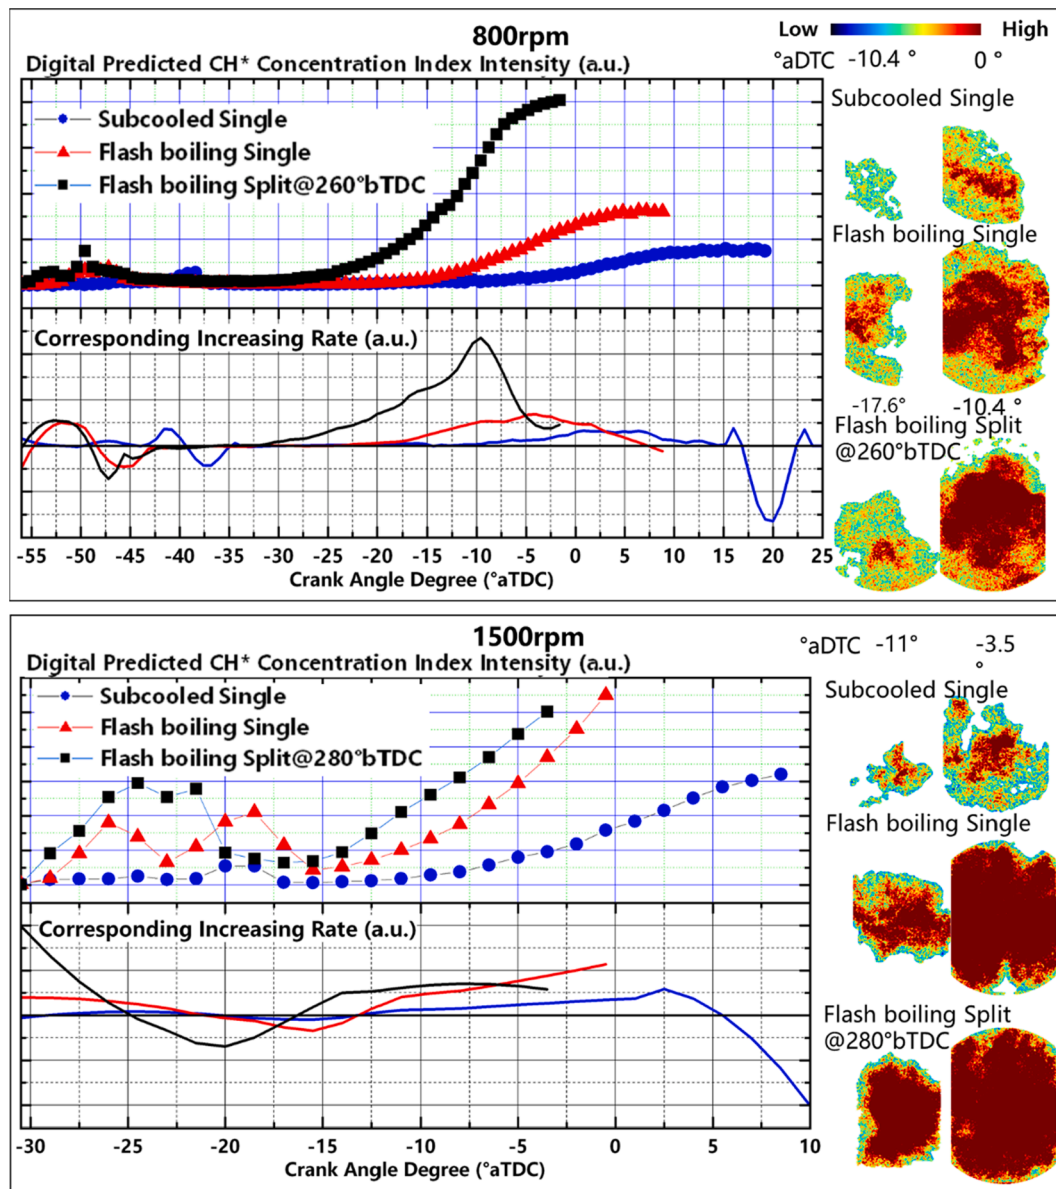 800rpm
Low High
°aDTC -10.4 ° 0 °
Digital Predicted CH* Concentration Index Intensity (a.u.)
Subcooled Single
Flash boiling Single
Flash boiling Split@260°bTDC
Subcooled Single
Flash boiling Single
-17.6° -10.4 °
Flash boiling Split
@260°bTDC
Corresponding Increasing Rate (a.u.)
-55 -50 -45 -40 -35 -30 -25 -20 -15 -10 -5 0 5 10 15 20 25
Crank Angle Degree (°aTDC)
1500rpm
°aDTC -11° -3.5
°
Digital Predicted CH* Concentration Index Intensity (a.u.)
Subcooled Single
Flash boiling Single
Flash boiling Split@280°bTDC
Subcooled Single
Flash boiling Single
Flash boiling Split
@280°bTDC
Corresponding Increasing Rate (a.u.)
-30 -25 -20 -15 -10 -5 0 5 10
Crank Angle Degree (°aTDC)